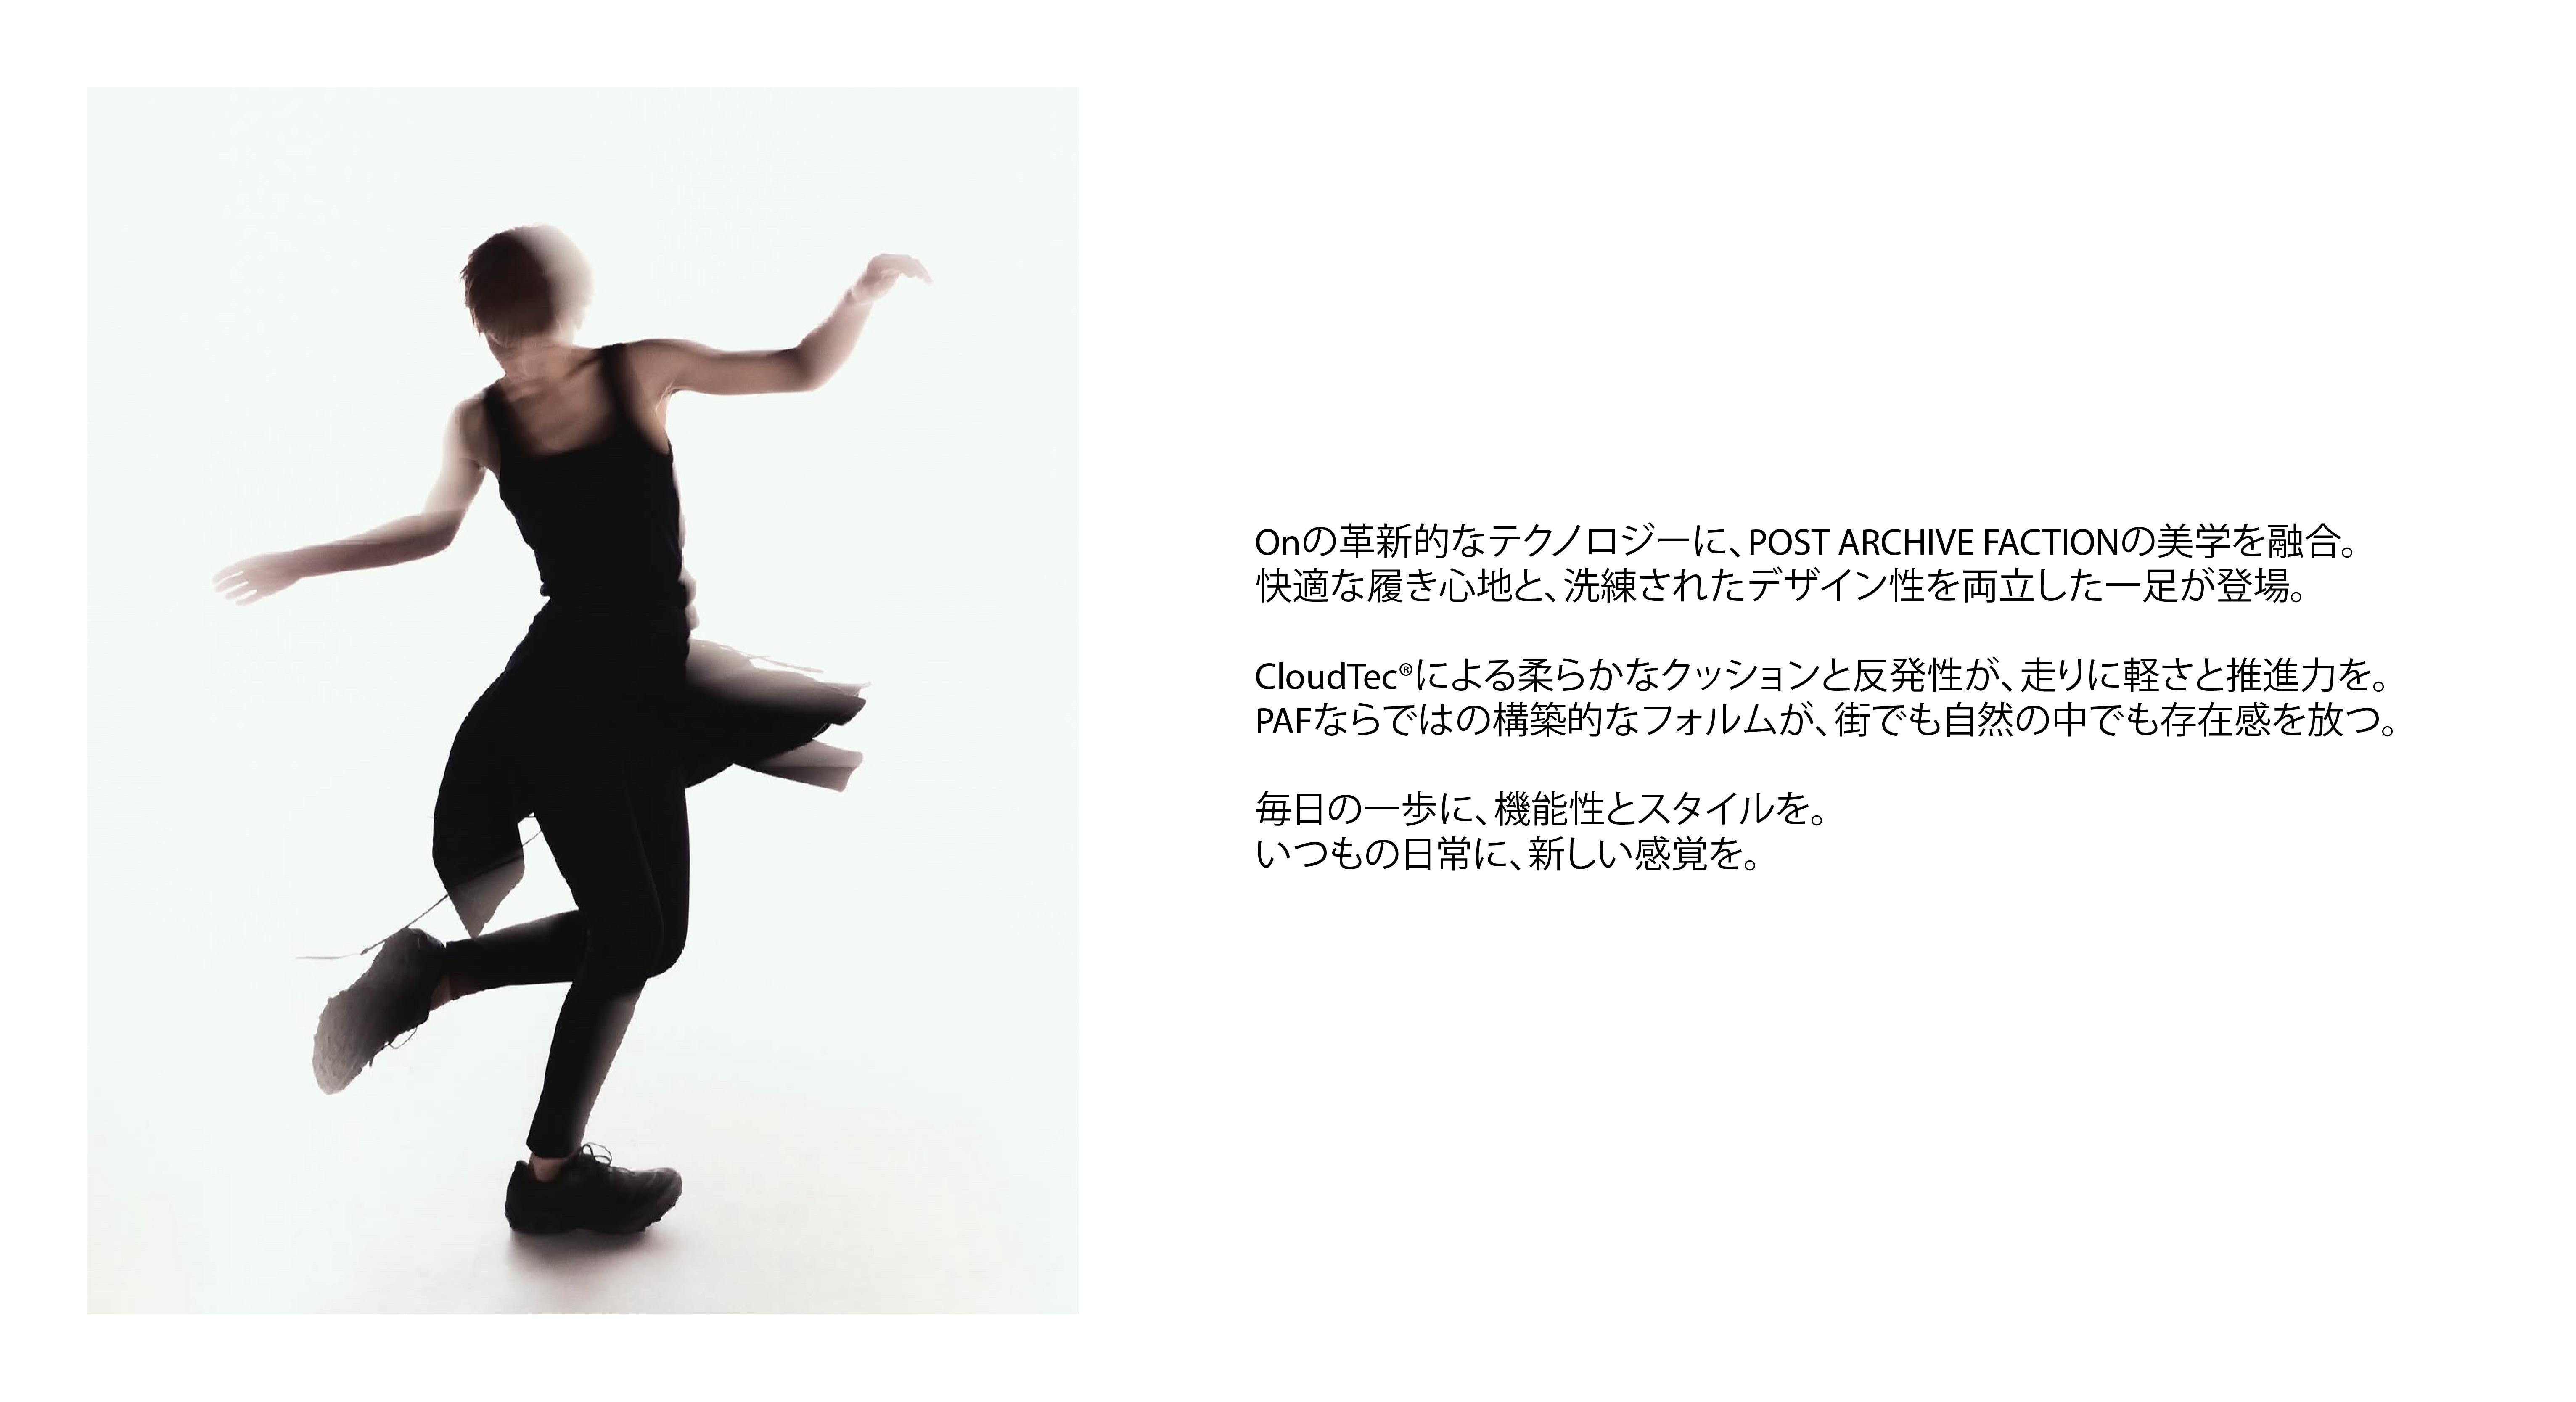 Onの革新的なテクノロジーに、POST ARCHIVE FACTIONの美学を融合。
快適な履き心地と、洗練されたデザイン性を両立した一足が登場。
CloudTec®による柔らかなクッションと反発性が、走りに軽さと推進力を。
PAFならではの構築的なフォルムが、街でも自然の中でも存在感を放つ。
毎日の一歩に、機能性とスタイルを。
いつもの日常に、新しい感覚を。